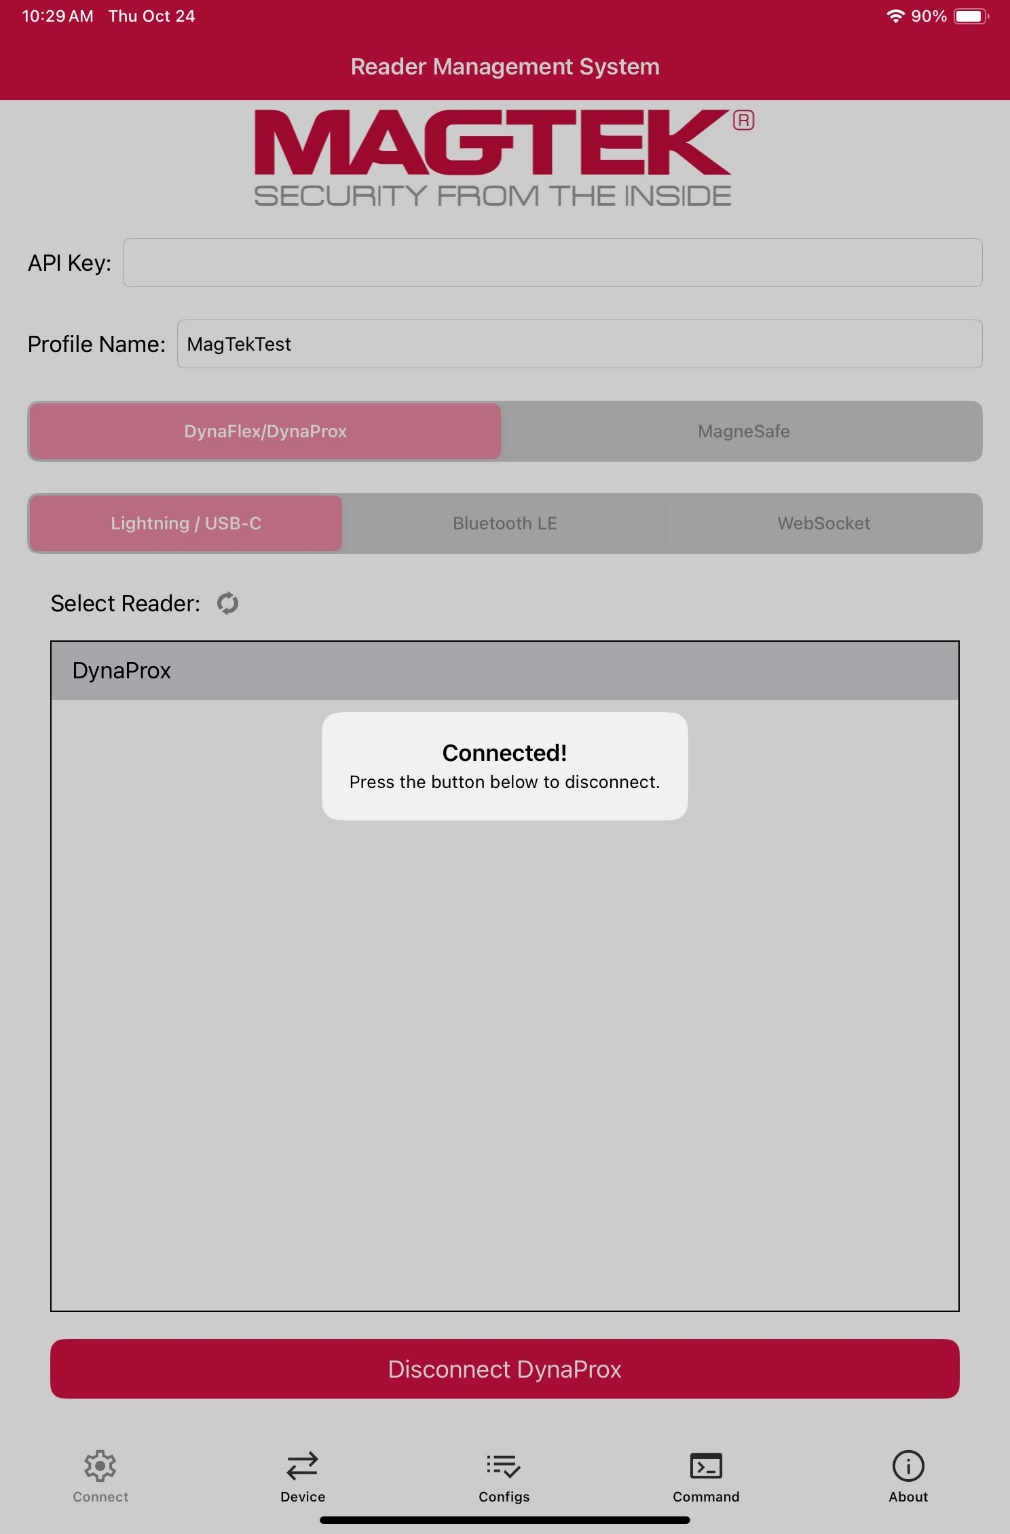 10:29 AM Thu Oct 24 90%
Reader Management System
MAGTEK®
SECURITY FROM THE INSIDE
API Key:
Profile Name: MagTekTest
DynaFlex/DynaProx MagneSafe
Lightning / USB-C Bluetooth LE WebSocket
Select Reader:
DynaProx
Connected!
Press the button below to disconnect.
Disconnect DynaProx
Connect Device Configs Command About